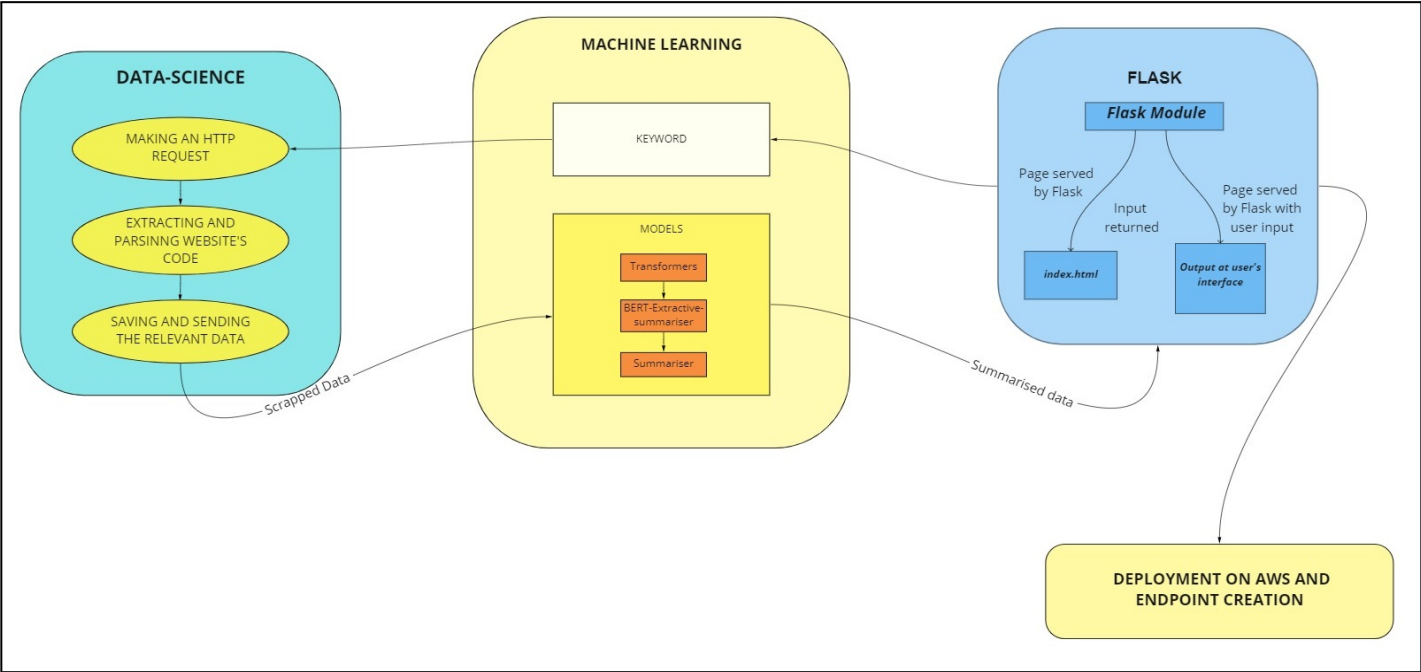 DATA-SCIENCE
MAKING AN HTTP
REQUEST
EXTRACTING AND
PARSINNG WEBSITE'S
CODE
SAVING AND SENDING
THE RELEVANT DATA
Scrapped Data
MACHINE LEARNING
KEYWORD
MODELS
Transformers
BERT-Extractive-
summariser
Summariser
Summarised data
FLASK
Flask Module
Page served
by Flask
Input
returned
Page served
by Flask with
user input
index.html
Output at user's
interface
DEPLOYMENT ON AWS AND
ENDPOINT CREATION